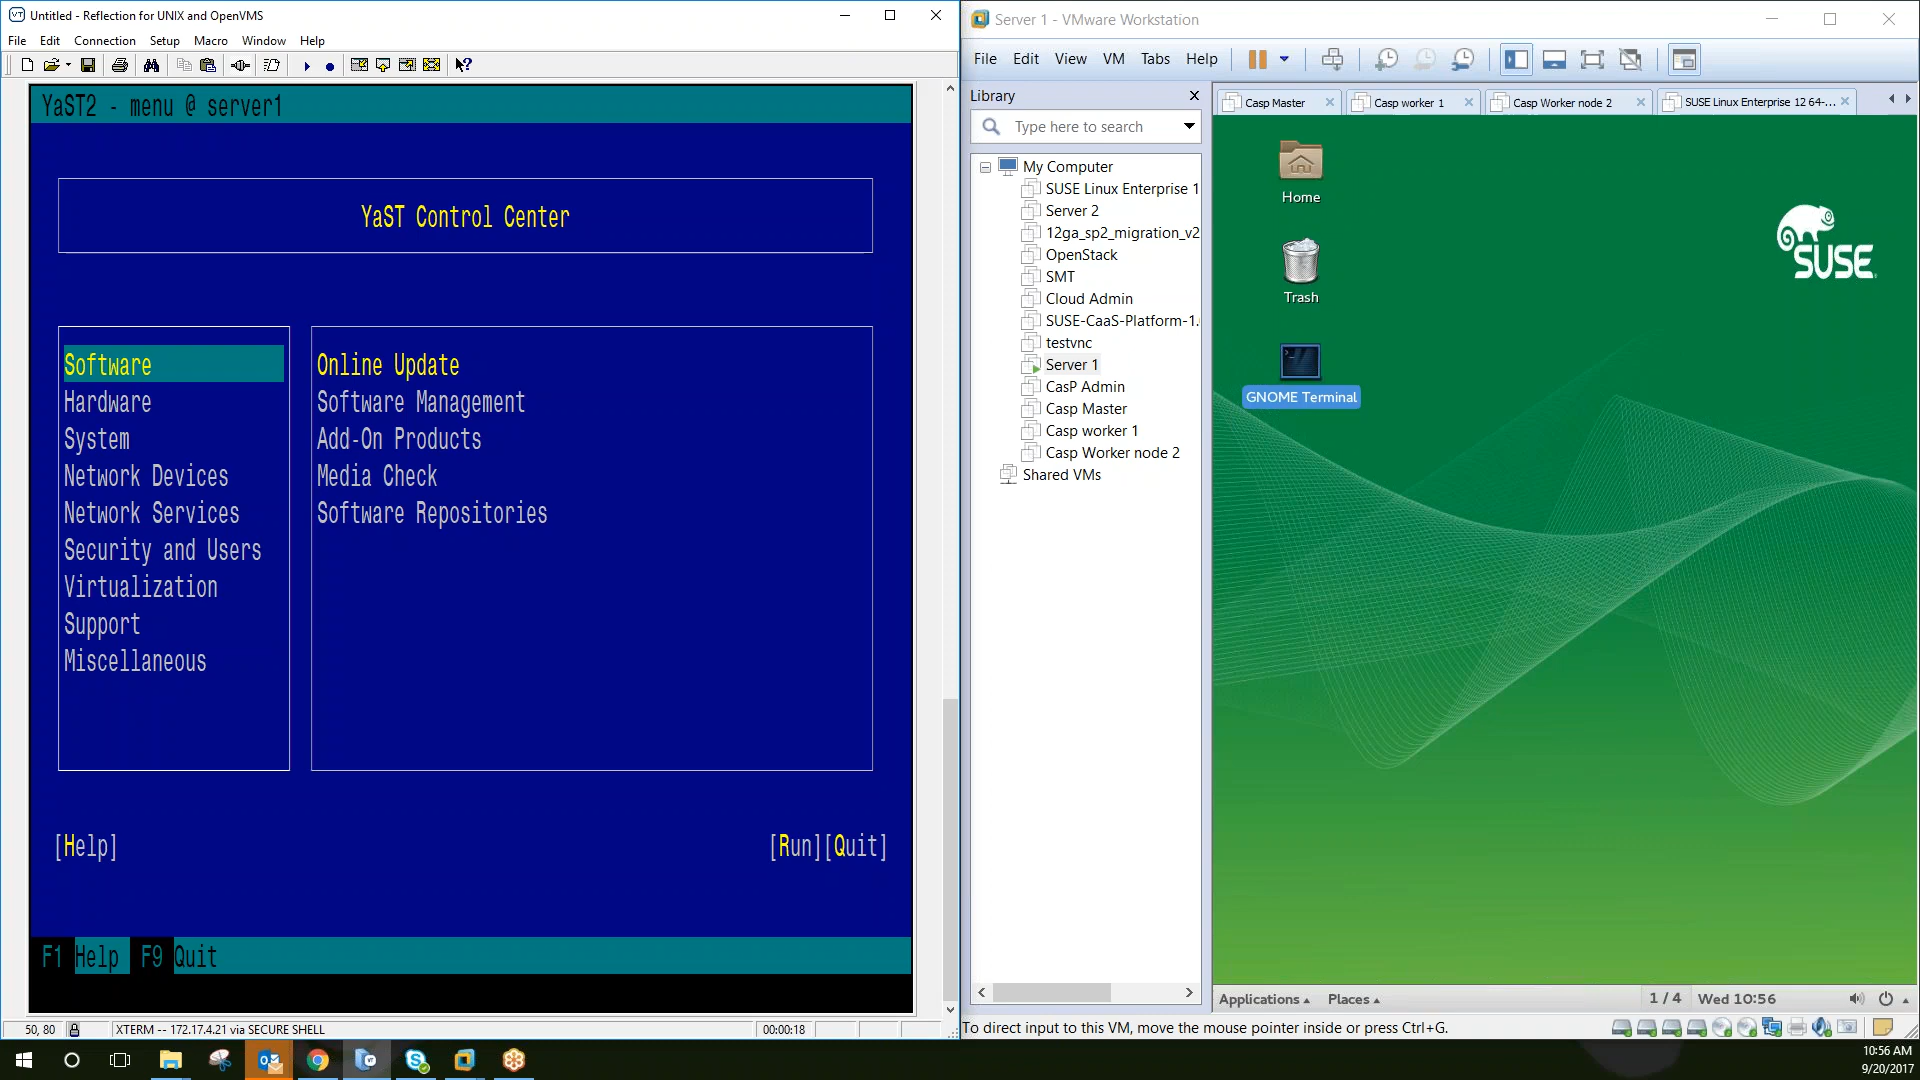 Untitled - Reflection for UNIX and OpenVMS
File Edit Connection Setup Macro Window Help
YaST2 - menu @ server1
YaST Control Center
Software
Hardware
System
Network Devices
Network Services
Security and Users
Virtualization
Support
Miscellaneous
Online Update
Software Management
Add-On Products
Media Check
Software Repositories
[Help]
[Run][Quit]
F1 Help F9 Quit
50, 80
XTERM -- 172.17.4.21 via SECURE SHELL
00:00:18
Server 1 - VMware Workstation
File Edit View VM Tabs Help
Library
Type here to search
My Computer
SUSE Linux Enterprise 1
Server 2
12ga_sp2_migration_v2
OpenStack
SMT
Cloud Admin
SUSE-CaaS-Platform-1.
testvnc
Server 1
CasP Admin
Casp Master
Casp worker 1
Casp Worker node 2
Shared VMs
Casp Master
Casp worker 1
Casp Worker node 2
SUSE Linux Enterprise 12 64-...
Home
Trash
GNOME Terminal
SUSE
Applications
Places
1 / 4
Wed 10:56
To direct input to this VM, move the mouse pointer inside or press Ctrl+G.
10:56 AM
9/20/2017